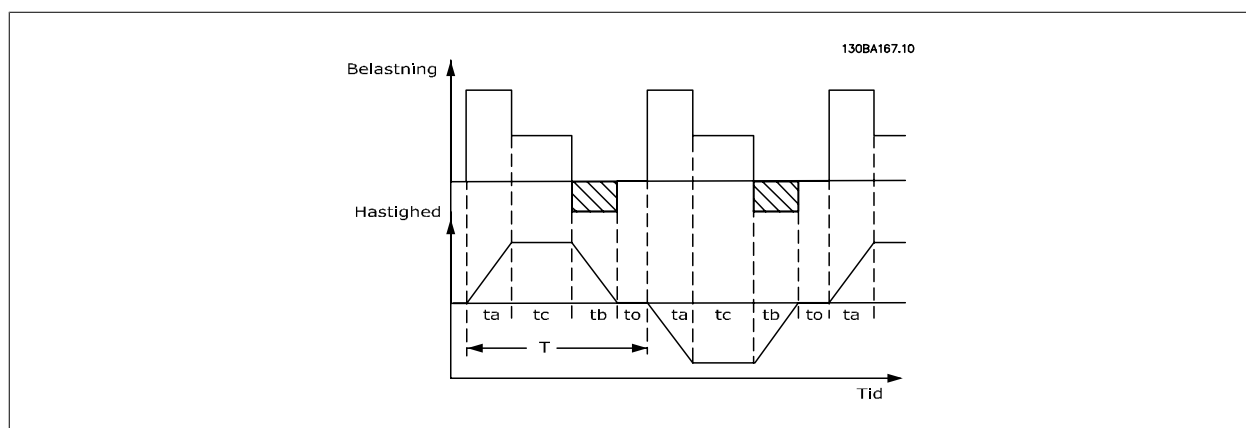 130BA167.10
Belastning
Hastighed
ta tc tb to ta tc tb to ta
T
Tid